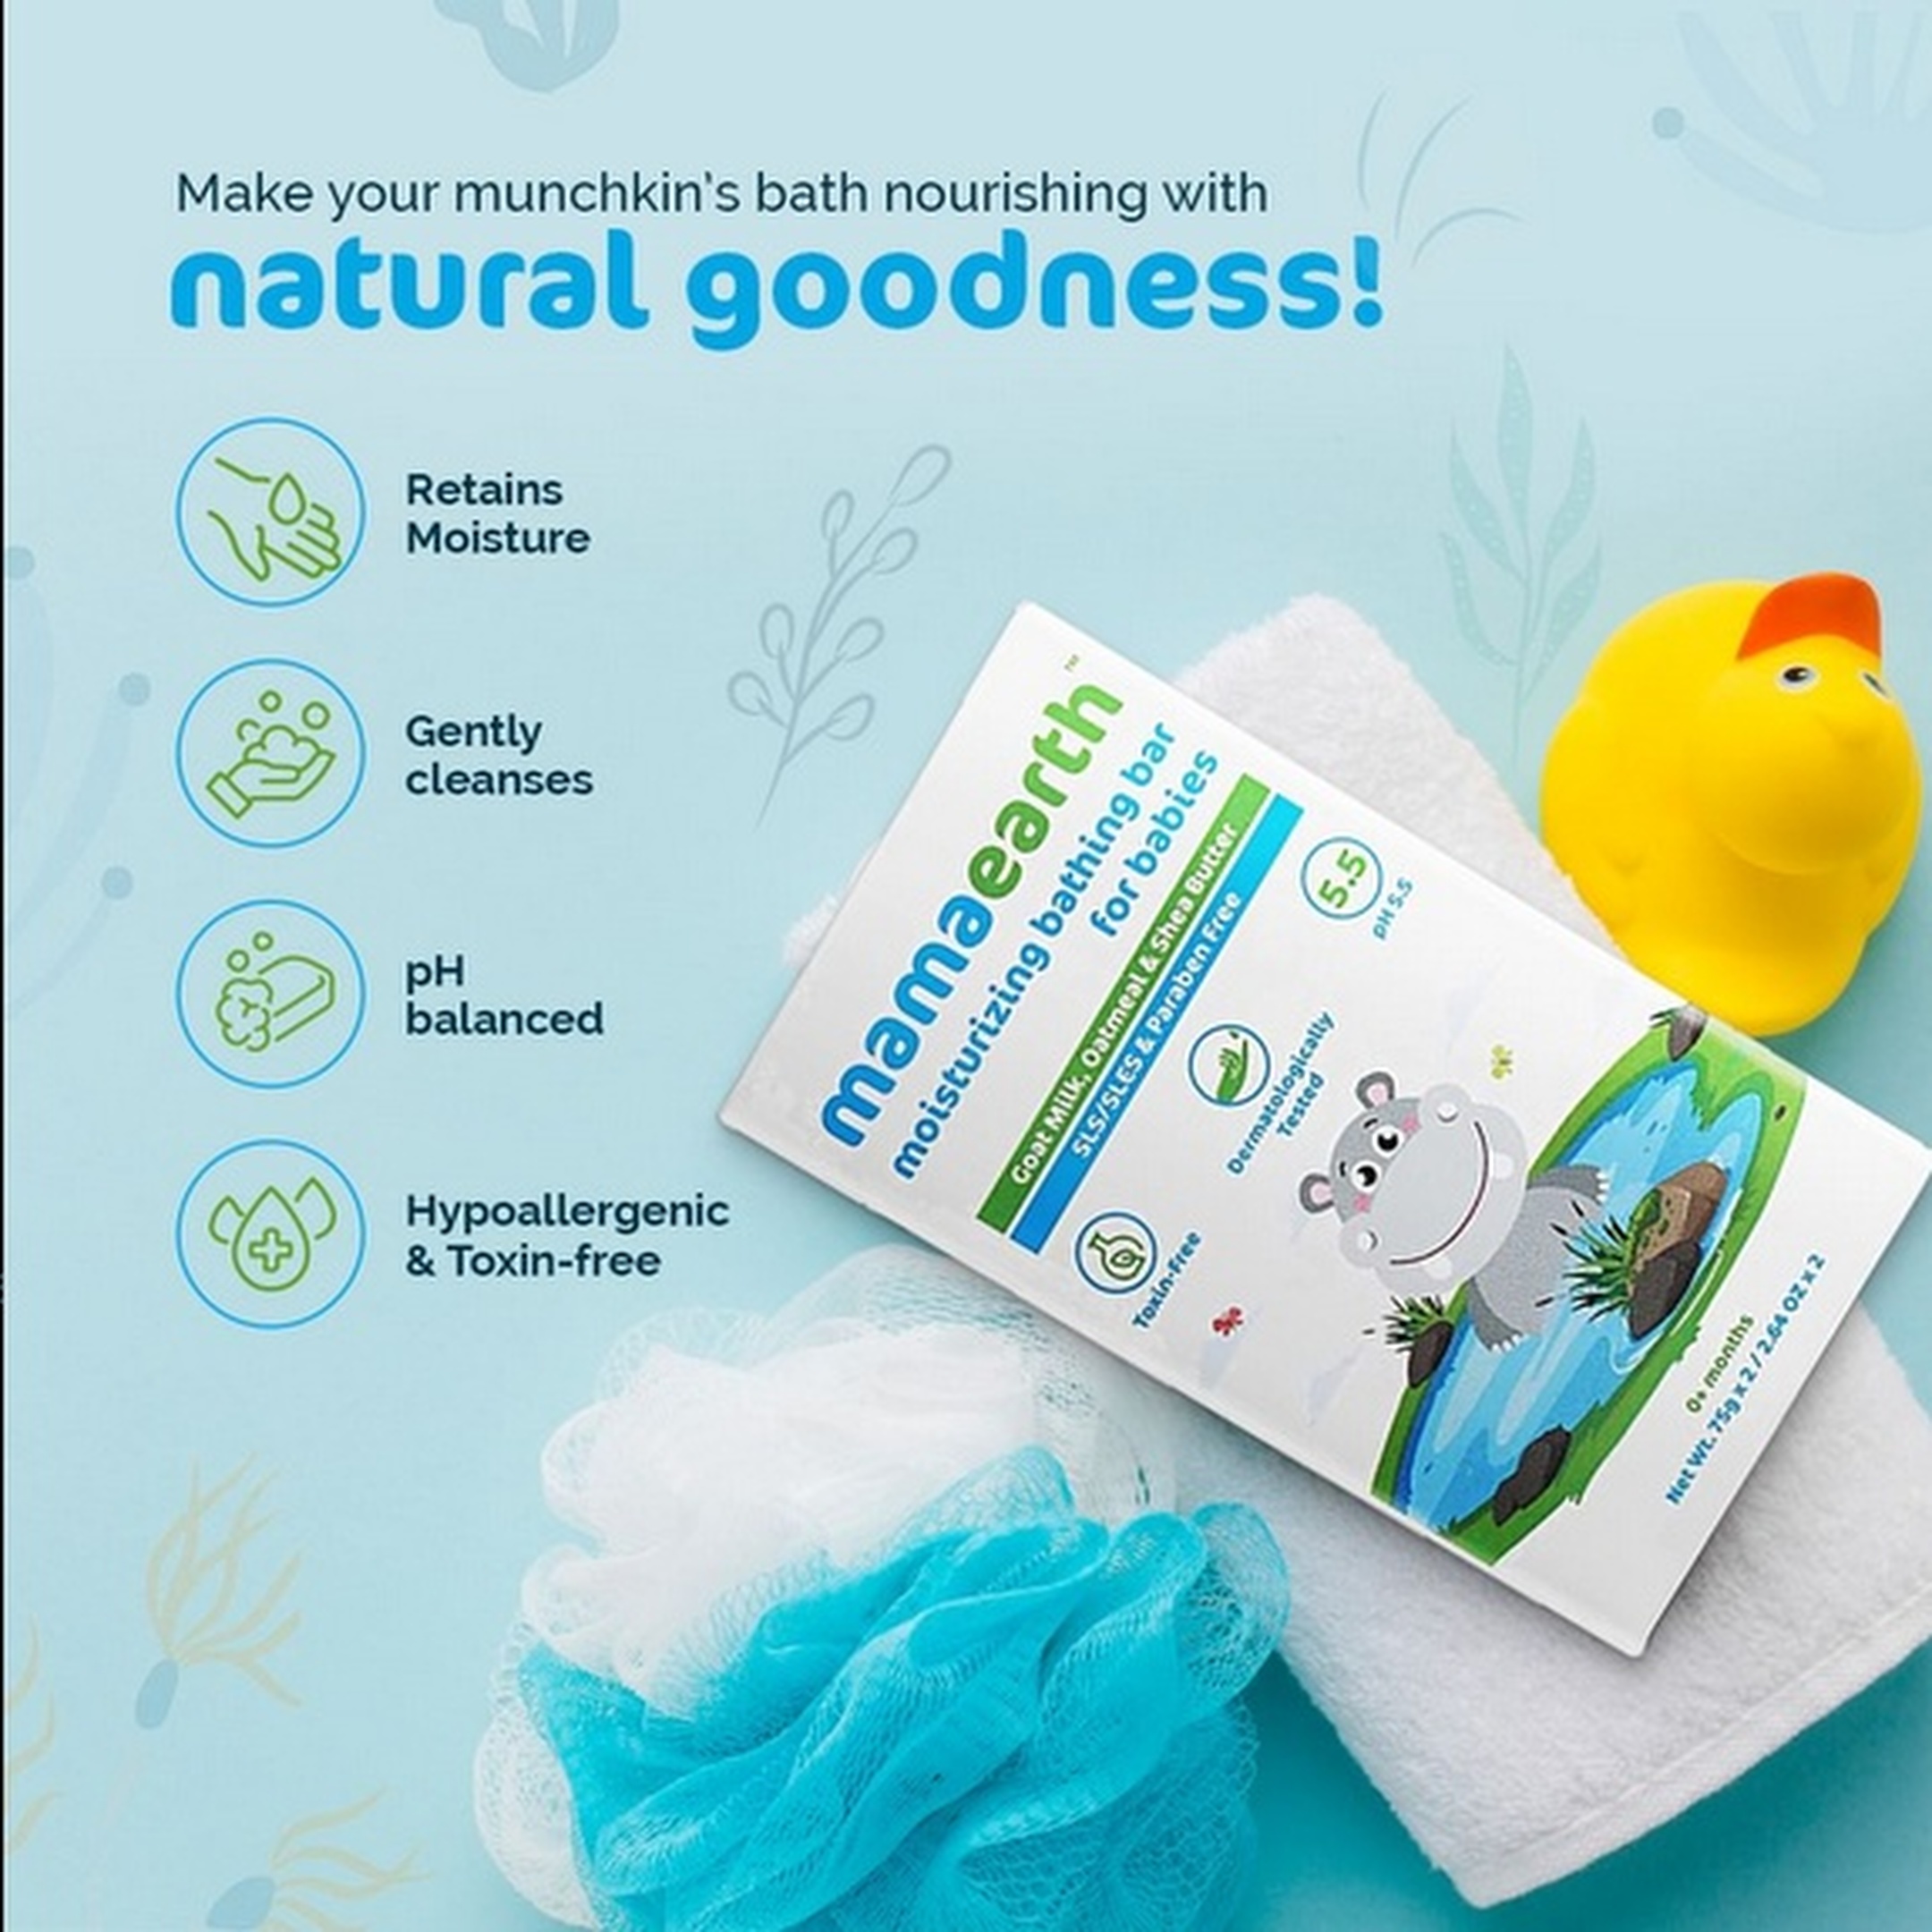 Make your munchkin's bath nourishing with
natural goodness!
Retains
Moisture
Gently
cleanses
pH
balanced
Hypoallergenic
& Toxin-free
mamaearth™
moisturizing bathing bar
for babies
Goat Milk, Oatmeal & Shea Butter
SLS/SLES & Paraben Free
Toxin-Free
Dermatologically
Tested
5.5
pH 5.5
0+ months
Net Wt. 75g x 2 / 2.64 OZ x 2